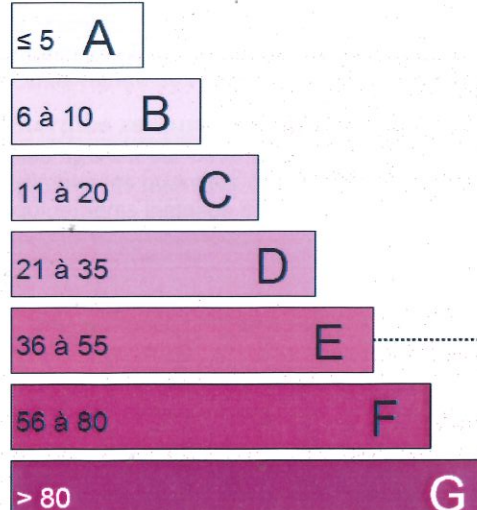 ≤ 5 A
6 à 10 B
11 à 20 C
21 à 35 D
36 à 55 E
56 à 80 F
> 80 G